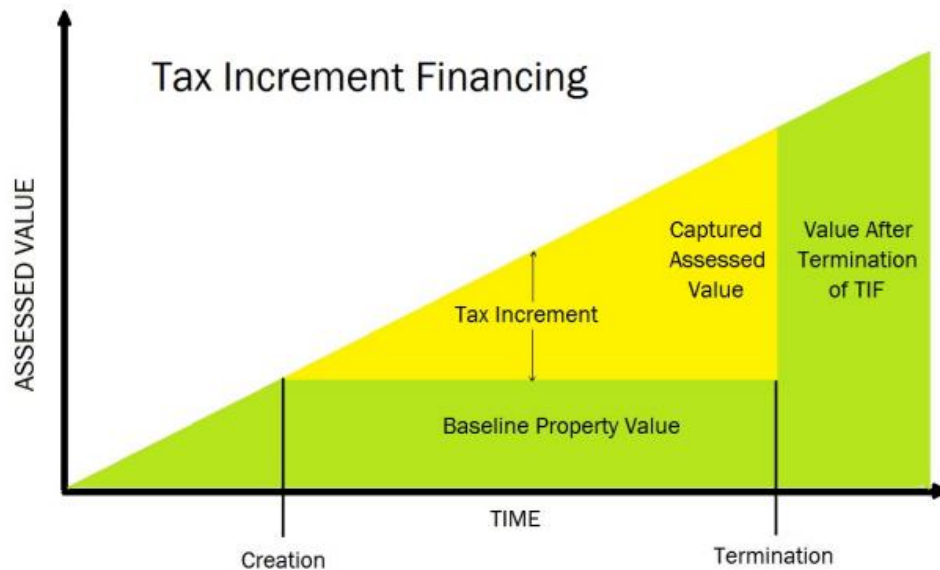 Tax Increment Financing
ASSESSED VALUE
Captured
Assessed
Value
Value After
Termination
of TIF
Tax Increment
Baseline Property Value
TIME
Creation
Termination